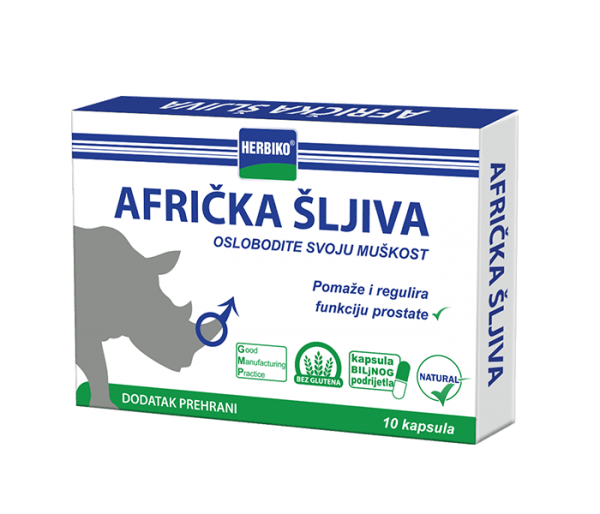 AFRIČKA ŠLJIVA
HERBIKO®
AFRIČKA ŠLJIVA
OSLOBODITE SVOJU MUŠKOST
Pomaže i regulira
funkciju prostate
Good
Manufacturing
Practice
BEZ GLUTENA
kapsula
BILJNOG
podrijetla
NATURAL
DODATAK PREHRANI
10 kapsula
AFRIČKA ŠLJIVA